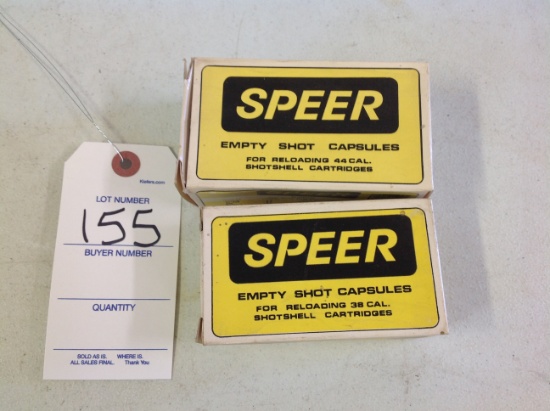 LOT NUMBER
155
BUYER NUMBER
QUANTITY
SOLD AS IS. WHERE IS.
ALL SALES FINAL Thank You
SPEER
EMPTY SHOT CAPSULES
FOR RELOADING 44 CAL.
SHOTSHELL CARTRIDGES
SPEER
EMPTY SHOT CAPSULES
FOR RELOADING 38 CAL.
SHOTSHELL CARTRIDGES